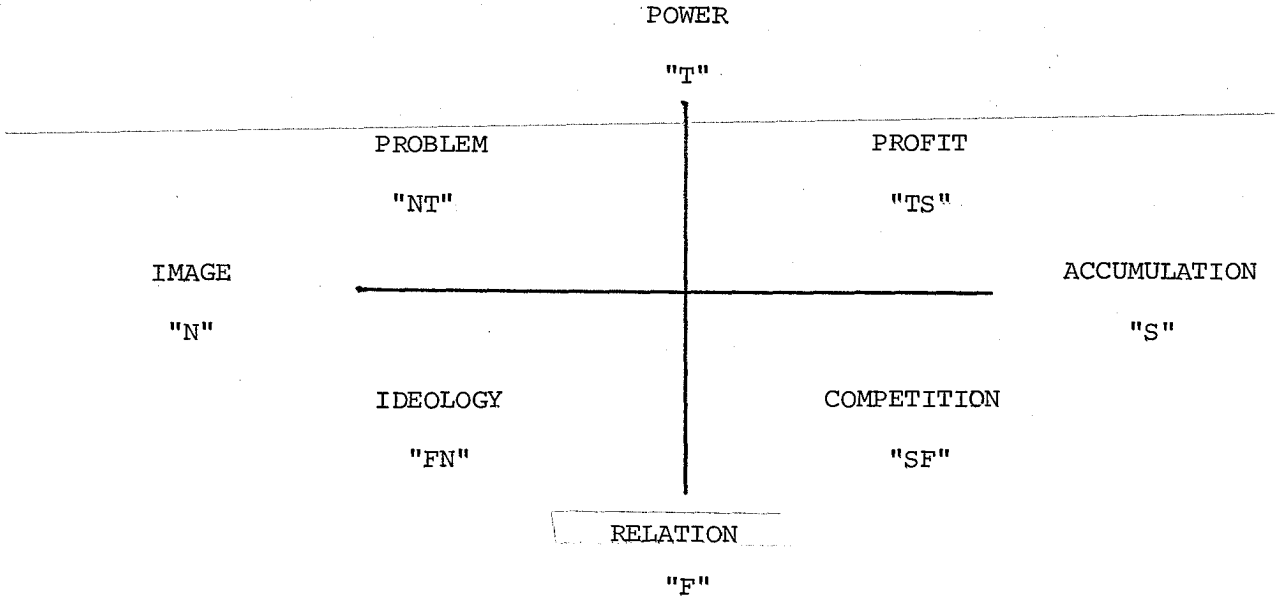 POWER
"T"
PROBLEM PROFIT
"NT" "TS"
IMAGE ACCUMULATION
"N" "S"
IDEOLOGY COMPETITION
"FN" "SF"
RELATION
"F"